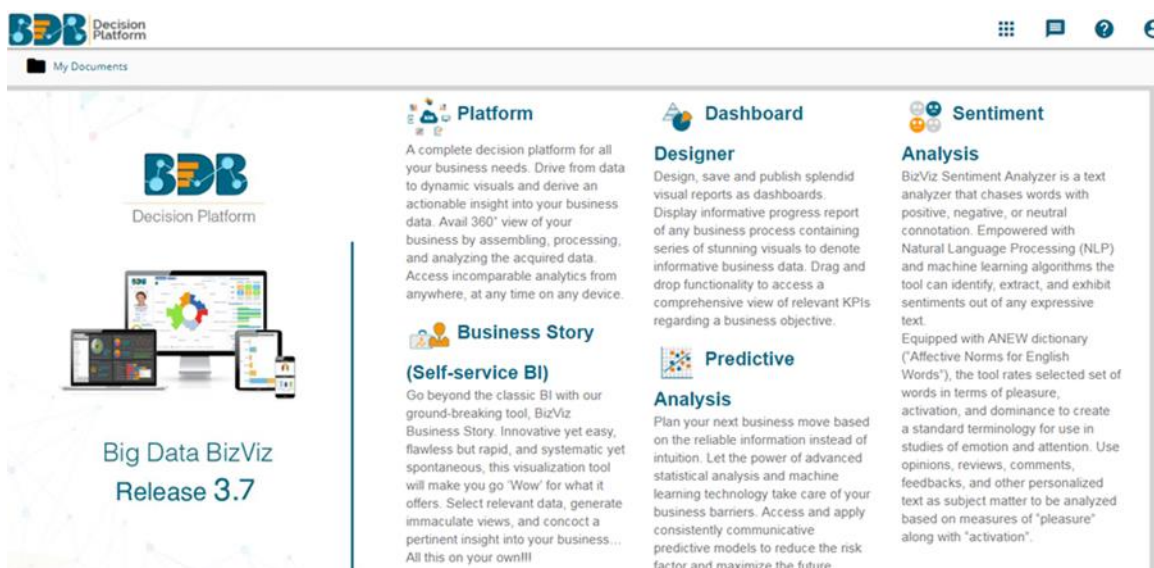 BDB Decision
Platform
My Documents
BDB
Decision Platform
Big Data BizViz
Release 3.7
Platform
A complete decision platform for all
your business needs. Drive from data
to dynamic visuals and derive an
actionable insight into your business
data. Avail 360° view of your
business by assembling, processing,
and analyzing the acquired data.
Access incomparable analytics from
anywhere, at any time on any device.
Business Story
(Self-service BI)
Go beyond the classic BI with our
ground-breaking tool, BizViz
Business Story. Innovative yet easy,
flawless but rapid, and systematic yet
spontaneous, this visualization tool
will make you go 'Wow' for what it
offers. Select relevant data, generate
immaculate views, and concoct a
pertinent insight into your business...
All this on your own!!!
Dashboard
Designer
Design, save and publish splendid
visual reports as dashboards.
Display informative progress report
of any business process containing
series of stunning visuals to denote
informative business data. Drag and
drop functionality to access a
comprehensive view of relevant KPIs
regarding a business objective.
Predictive
Analysis
Plan your next business move based
on the reliable information instead of
intuition. Let the power of advanced
statistical analysis and machine
learning technology take care of your
business barriers. Access and apply
consistently communicative
predictive models to reduce the risk
factor and maximize the future
Sentiment
Analysis
BizViz Sentiment Analyzer is a text
analyzer that chases words with
positive, negative, or neutral
connotation. Empowered with
Natural Language Processing (NLP)
and machine learning algorithms the
tool can identify, extract, and exhibit
sentiments out of any expressive
text.
Equipped with ANEW dictionary
("Affective Norms for English
Words"), the tool rates selected set of
words in terms of pleasure,
activation, and dominance to create
a standard terminology for use in
studies of emotion and attention. Use
opinions, reviews, comments,
feedbacks, and other personalized
text as subject matter to be analyzed
based on measures of "pleasure"
along with "activation".